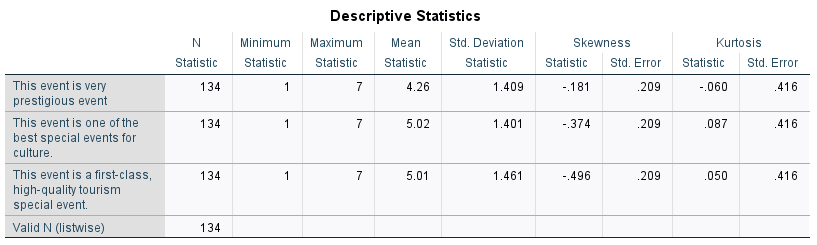 Descriptive Statistics
N Minimum Maximum Mean Std. Deviation Skewness Kurtosis
Statistic Statistic Statistic Statistic Statistic Statistic Std. Error Statistic Std. Error
This event is very prestigious event 134 1 7 4.26 1.409 -.181 .209 -.060 .416
This event is one of the best special events for culture. 134 1 7 5.02 1.401 -.374 .209 .087 .416
This event is a first-class, high-quality tourism special event. 134 1 7 5.01 1.461 -.496 .209 .050 .416
Valid N (listwise) 134